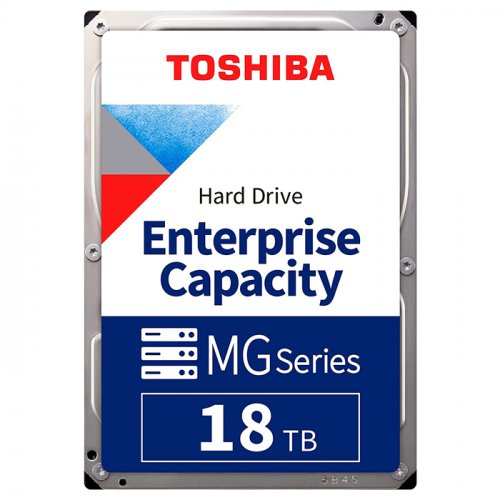 TOSHIBA
Hard Drive
Enterprise
Capacity
MG Series
18 TB